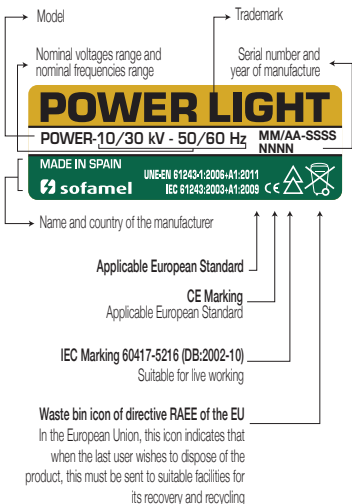 Model
Trademark
Nominal voltages range and
nominal frequencies range
Serial number and
year of manufacture
POWER LIGHT
POWER-10/30 kV - 50/60 Hz
MM/AA-SSSS
NNNN
MADE IN SPAIN
UNE-EN 61243-1:2006+A1:2011
sofamel
IEC 61243:2003+A1:2009
CE
Name and country of the manufacturer
Applicable European Standard
CE Marking
Applicable European Standard
IEC Marking 60417-5216 (DB:2002-10)
Suitable for live working
Waste bin icon of directive RAEE of the EU
In the European Union, this icon indicates that
when the last user wishes to dispose of the
product, this must be sent to suitable facilities for
its recovery and recycling